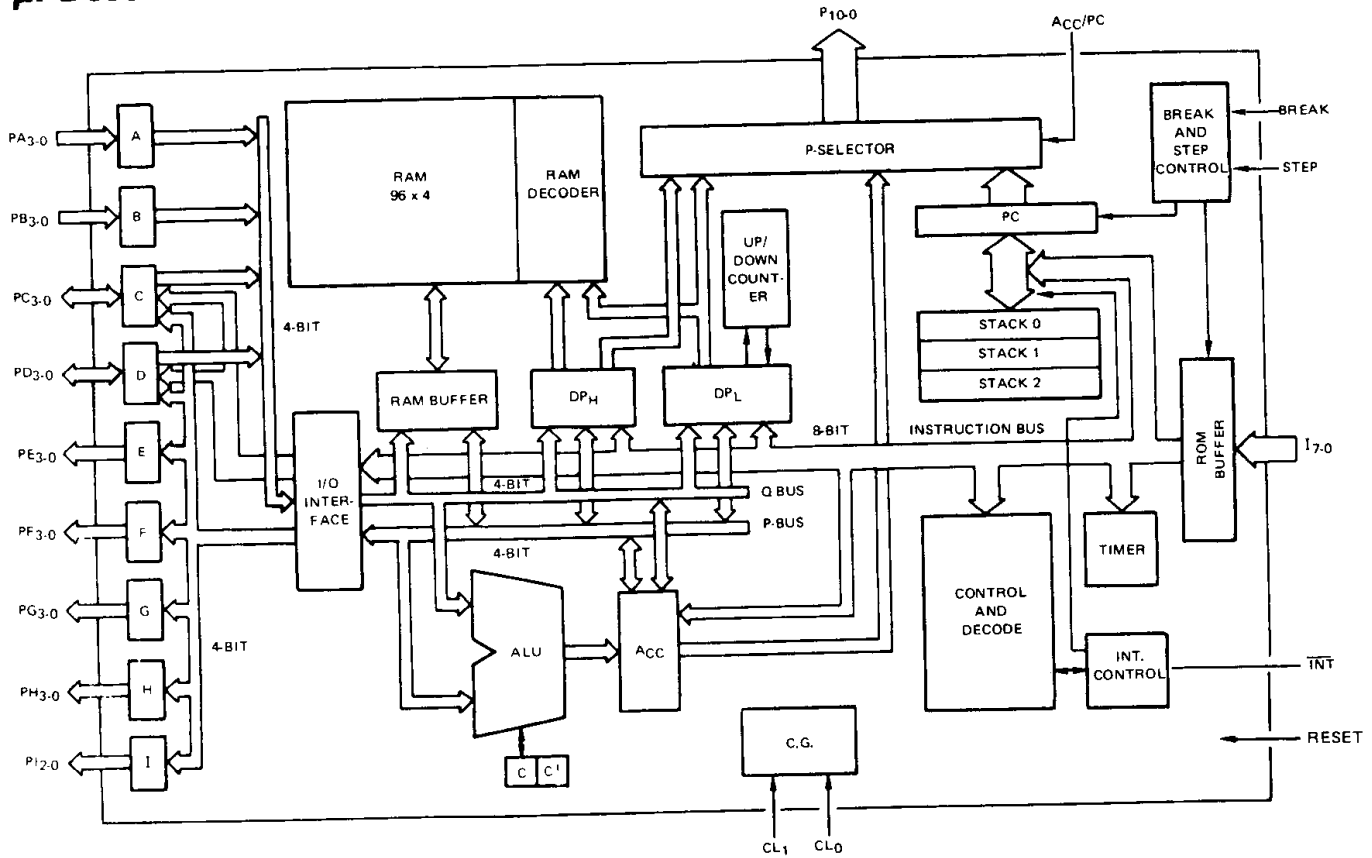 P10-0
ACC/PC
PA3-0
A
RAM
96 x 4
RAM
DECODER
P-SELECTOR
BREAK
AND
STEP
CONTROL
BREAK
STEP
PB3-0
B
PC
UP/
DOWN
COUNT-
ER
PC3-0
C
4-BIT
STACK 0
STACK 1
STACK 2
PD3-0
D
RAM BUFFER
DPH
DPL
8-BIT
INSTRUCTION BUS
ROM
BUFFER
I7-0
PE3-0
E
I/O
INTER-
FACE
4-BIT
Q BUS
P-BUS
4-BIT
PF3-0
F
TIMER
CONTROL
AND
DECODE
PG3-0
G
4-BIT
ALU
ACC
INT.
CONTROL
INT
PH3-0
H
C.G.
RESET
PI2-0
I
C
C'
CL1
CL0